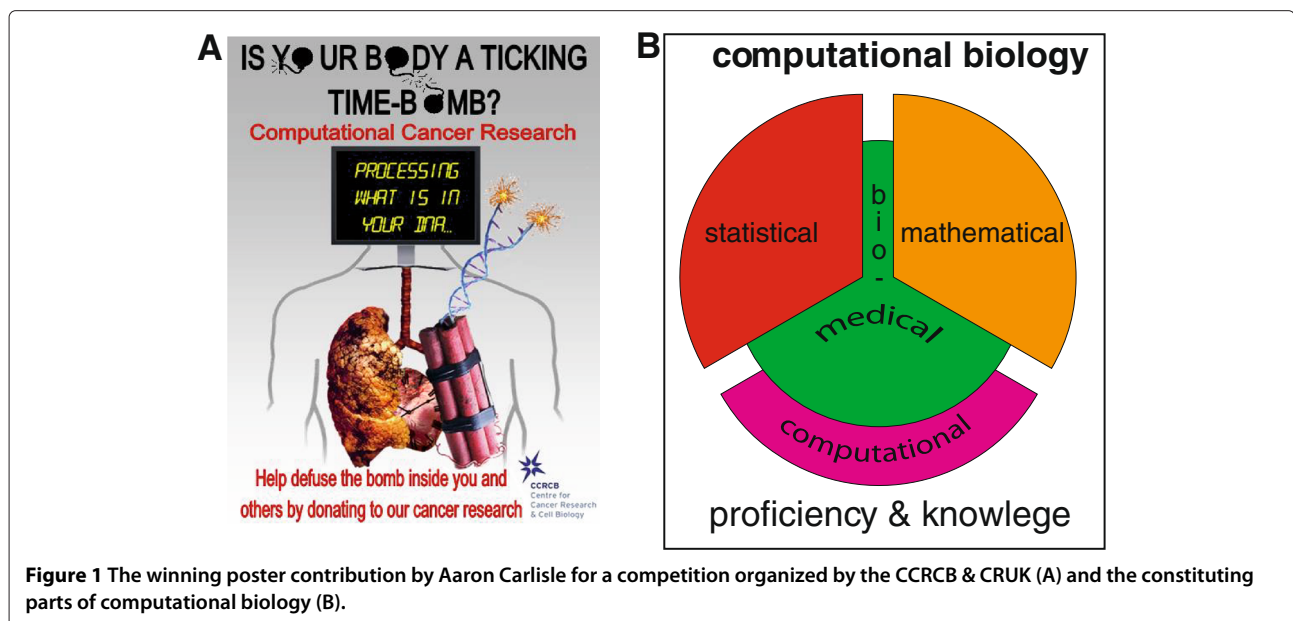 A
IS YOUR BODY A TICKING
TIME-BOMB?
Computational Cancer Research
PROCESSING
WHAT IS IN
YOUR DNA...
Help defuse the bomb inside you and
others by donating to our cancer research
CCRCB
Centre for
Cancer Research
& Cell Biology
B
computational biology
statistical
bio-
mathematical
medical
computational
proficiency & knowlege
Figure 1 The winning poster contribution by Aaron Carlisle for a competition organized by the CCRCB & CRUK (A) and the constituting
parts of computational biology (B).